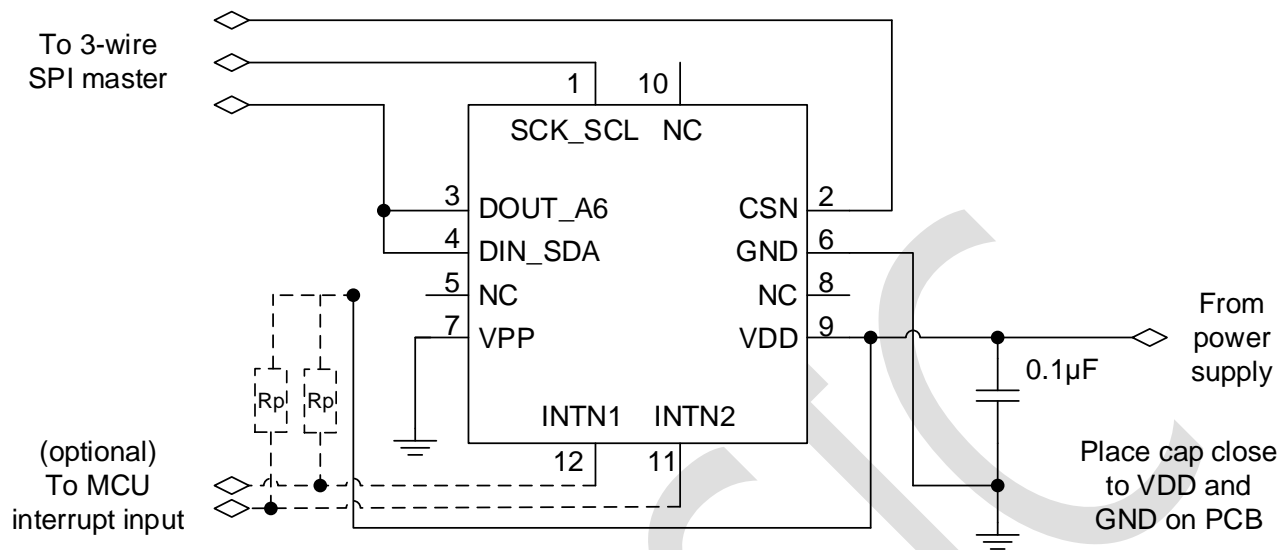 To 3-wire
SPI master
1
10
SCK_SCL
NC
3
DOUT_A6
CSN
2
4
DIN_SDA
GND
6
5
NC
NC
8
7
VPP
VDD
9
From
power
supply
0.1µF
Rp
Rp
INTN1
INTN2
12
11
(optional)
To MCU
interrupt input
Place cap close
to VDD and
GND on PCB